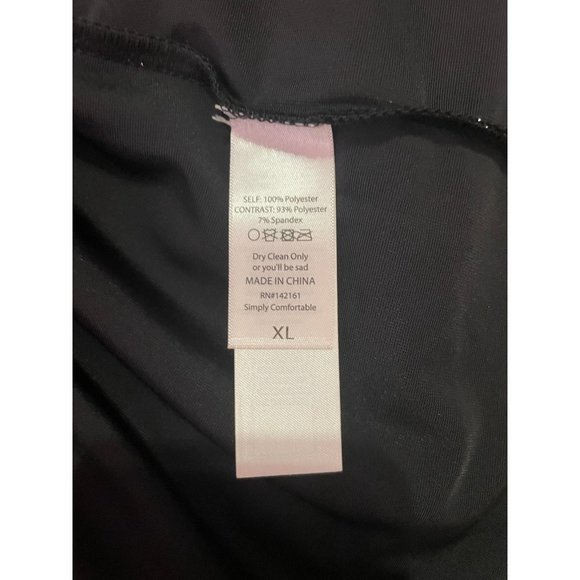 SELF: 100% Polyester
CONTRAST: 93% Polyester
7% Spandex
Dry Clean Only
or you'll be sad
MADE IN CHINA
RN#142161
Simply Comfortable
XL